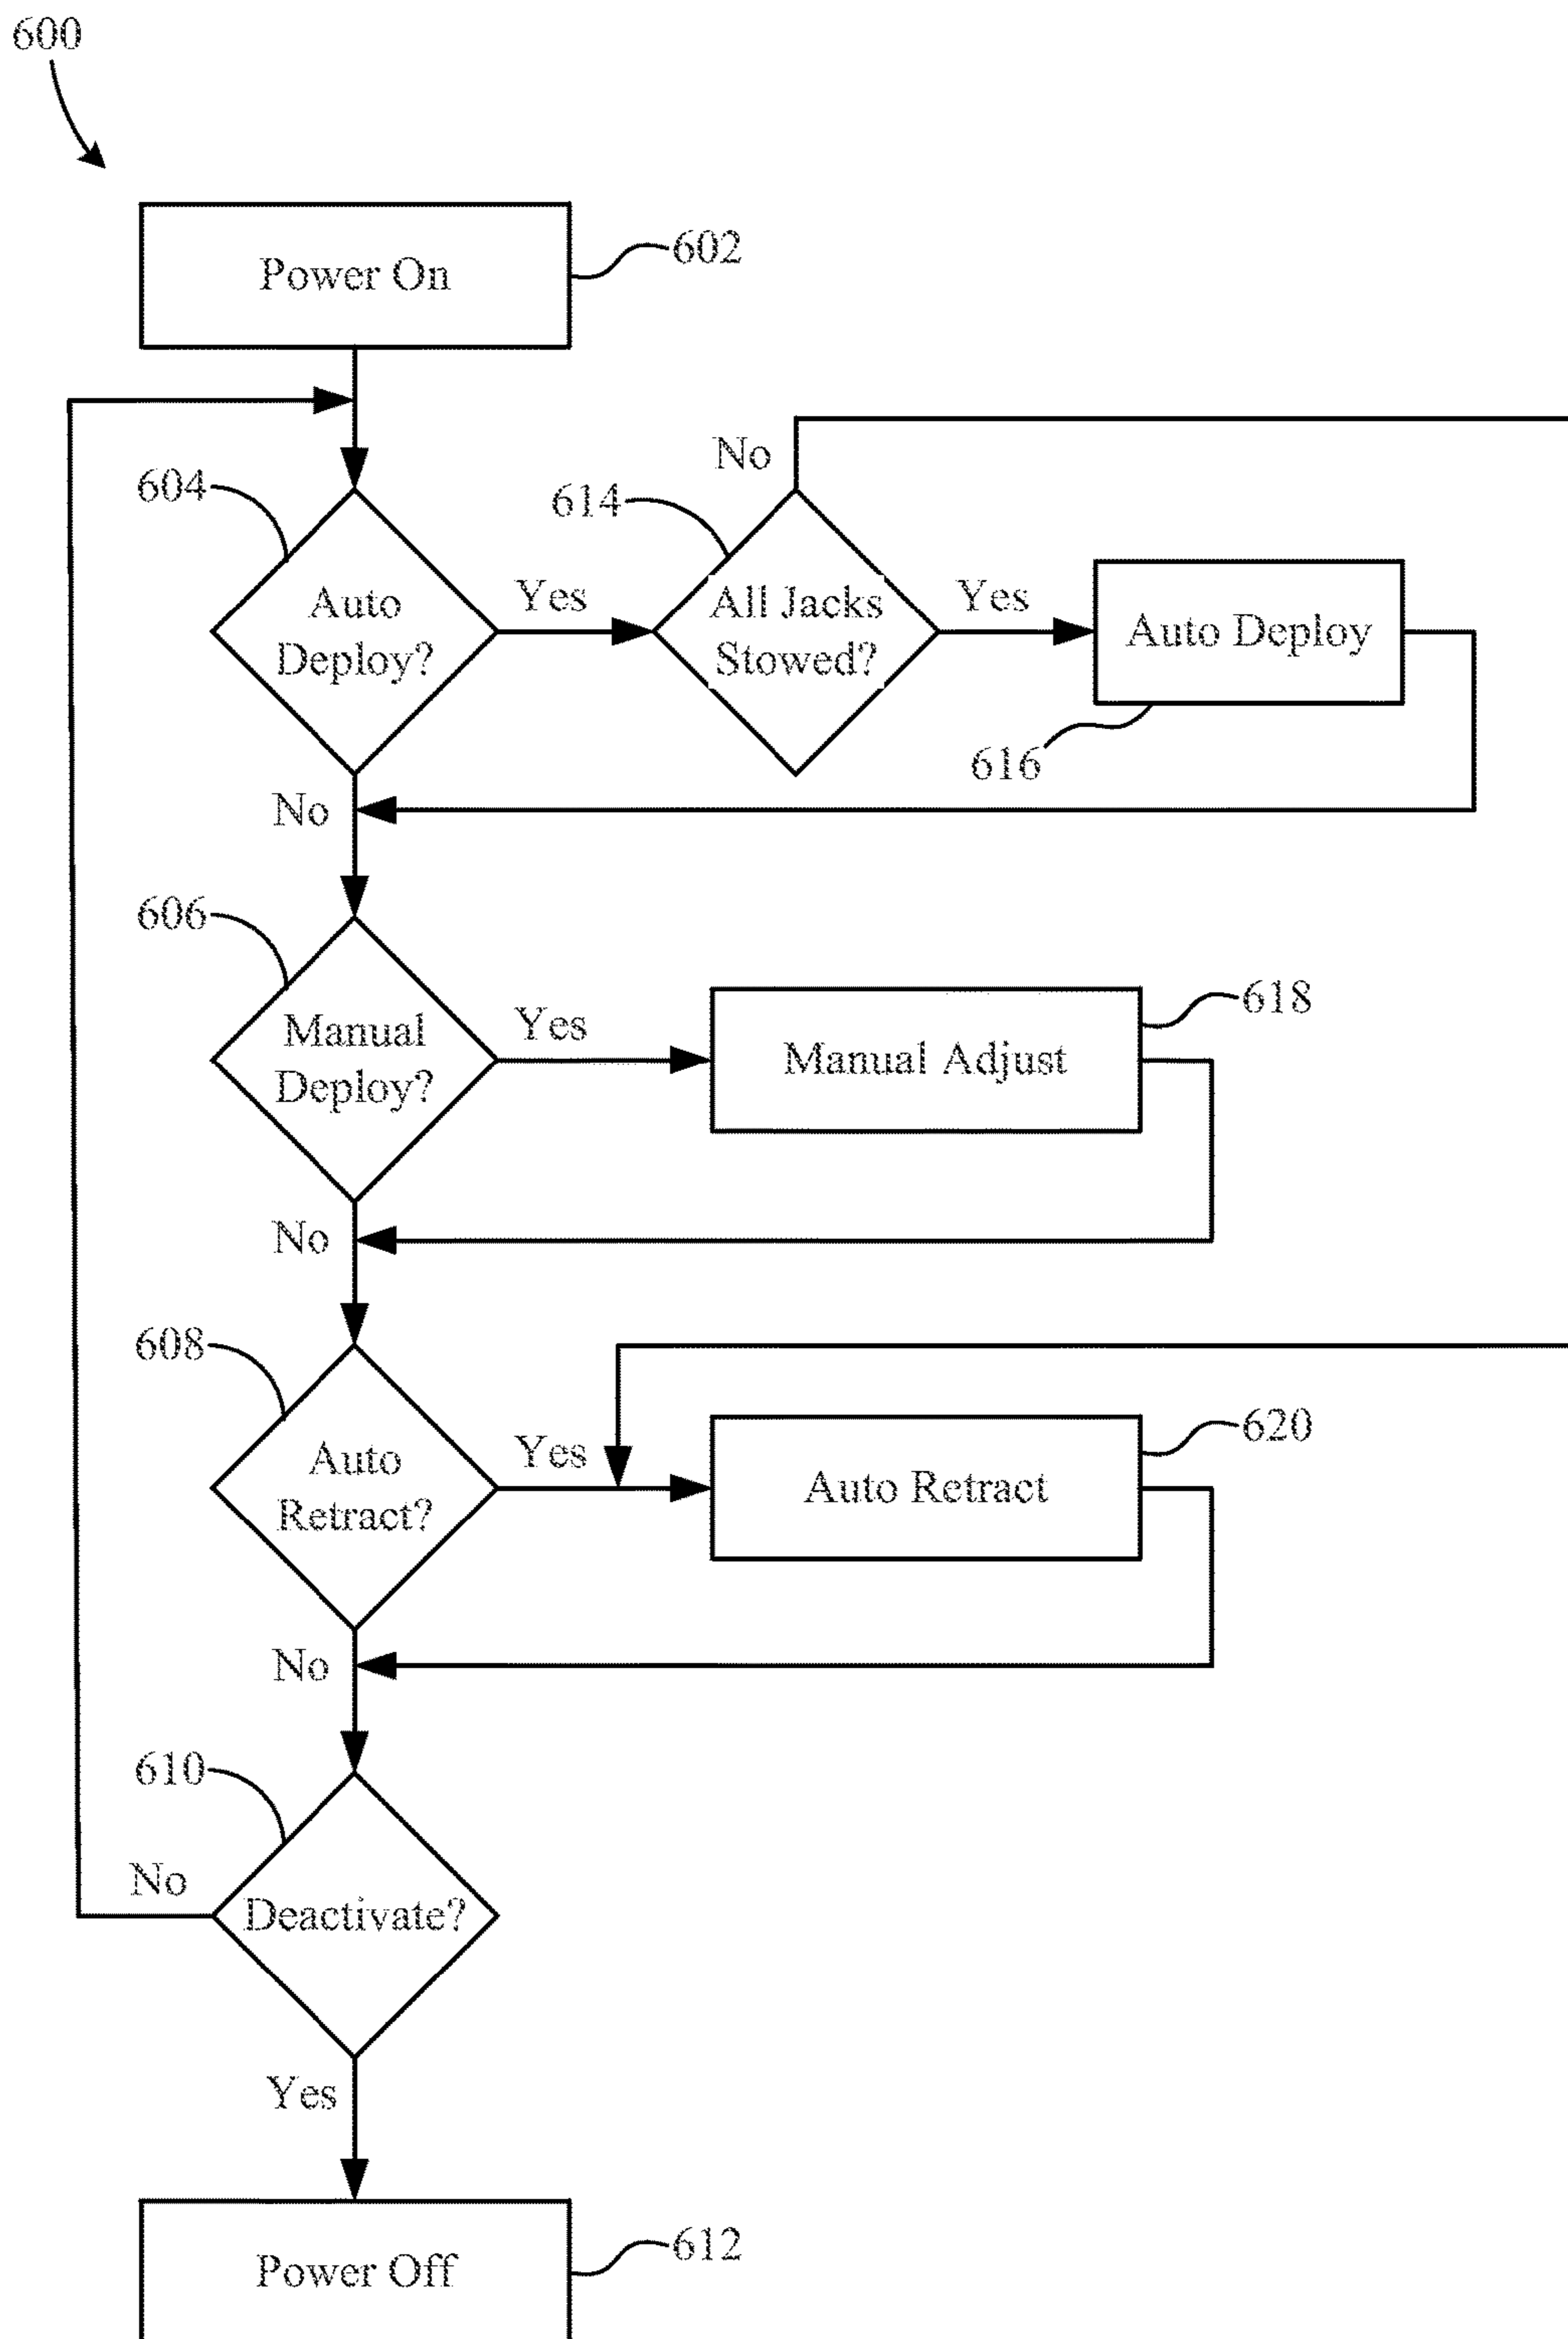 600
Power On
602
No
604
614
Auto
Deploy?
Yes
All Jacks
Stowed?
Yes
Auto Deploy
616
No
606
Manual
Deploy?
Yes
Manual Adjust
618
No
608
Auto
Retract?
Yes
Auto Retract
620
No
610
No
Deactivate?
Yes
Power Off
612